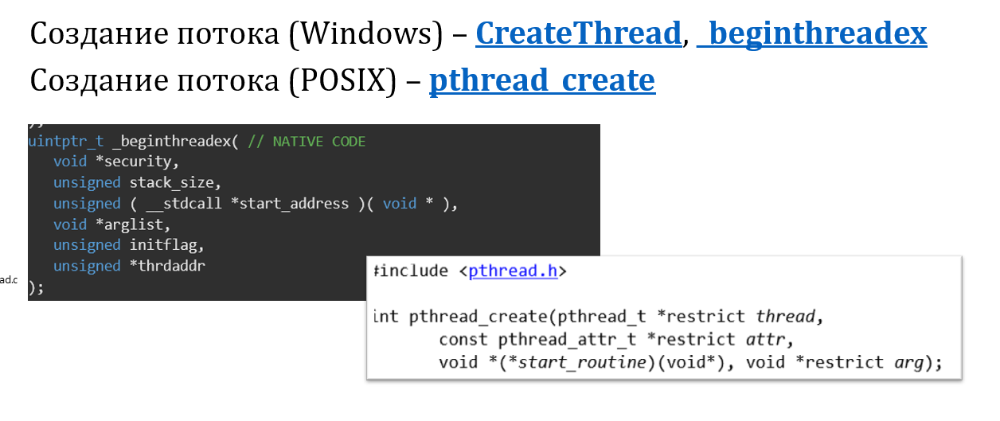 Создание потока (Windows) – CreateThread, _beginthreadex
Создание потока (POSIX) – pthread_create
uintptr_t _beginthreadex( // NATIVE CODE
void *security,
unsigned stack_size,
unsigned ( __stdcall *start_address )( void * ),
void *arglist,
unsigned initflag,
unsigned *thrdaddr
);
ad.c
#include <pthread.h>
int pthread_create(pthread_t *restrict thread,
const pthread_attr_t *restrict attr,
void *(*start_routine)(void*), void *restrict arg);